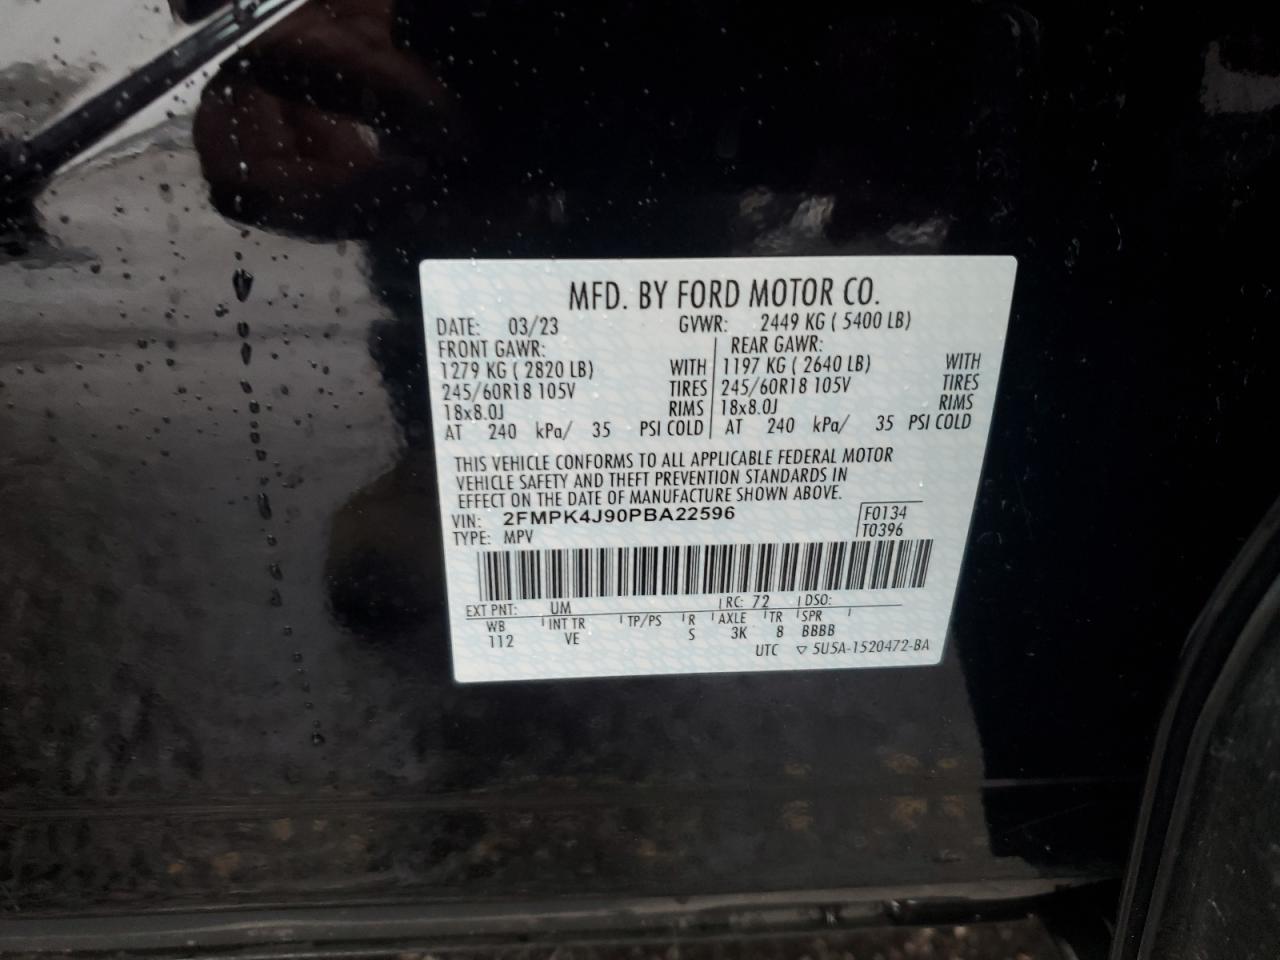 MFD. BY FORD MOTOR CO.
DATE: 03/23 GVWR: 2449 KG ( 5400 LB)
FRONT GAWR: REAR GAWR:
1279 KG ( 2820 LB) WITH 1197 KG ( 2640 LB) WITH
245/60R18 105V TIRES 245/60R18 105V TIRES
18x8.0J RIMS 18x8.0J RIMS
AT 240 kPa/ 35 PSI COLD AT 240 kPa/ 35 PSI COLD
THIS VEHICLE CONFORMS TO ALL APPLICABLE FEDERAL MOTOR
VEHICLE SAFETY AND THEFT PREVENTION STANDARDS IN
EFFECT ON THE DATE OF MANUFACTURE SHOWN ABOVE.
VIN: 2FMPK4J90PBA22596 F0134
TYPE: MPV T0396
EXT PNT: UM RC: 72 DSO:
WB INT TR TP/PS R AXLE TR SPR
112 VE S 3K 8 BBBB
UTC ▽ 5U5A-1520472-BA